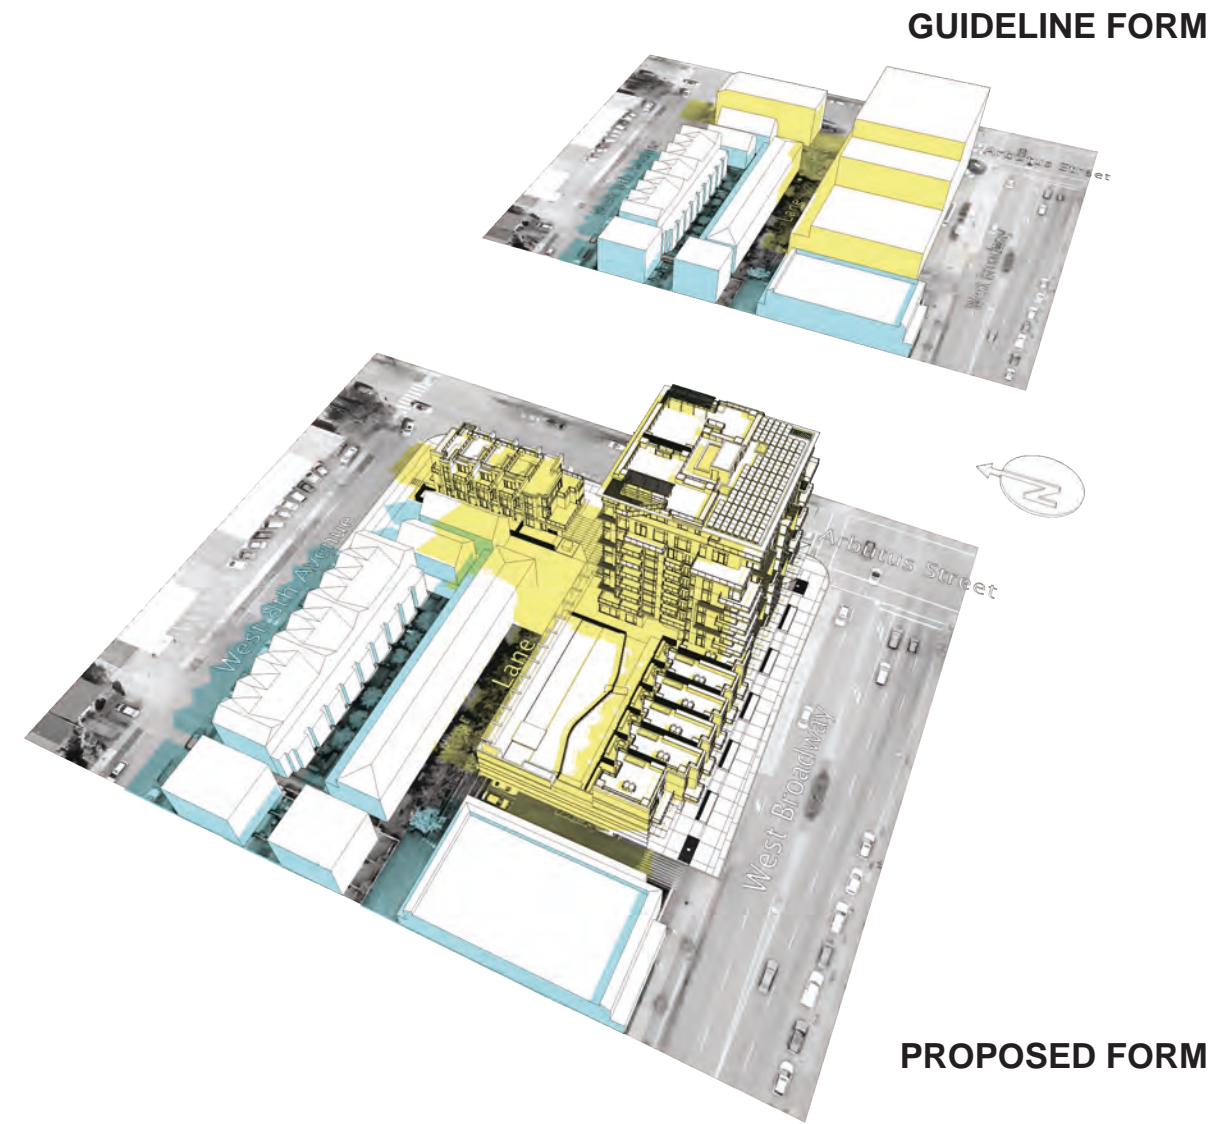 GUIDELINE FORM
Arbutus Street
Lane
West Broadway
N
Arbutus Street
West 8th Avenue
Lane
West Broadway
PROPOSED FORM